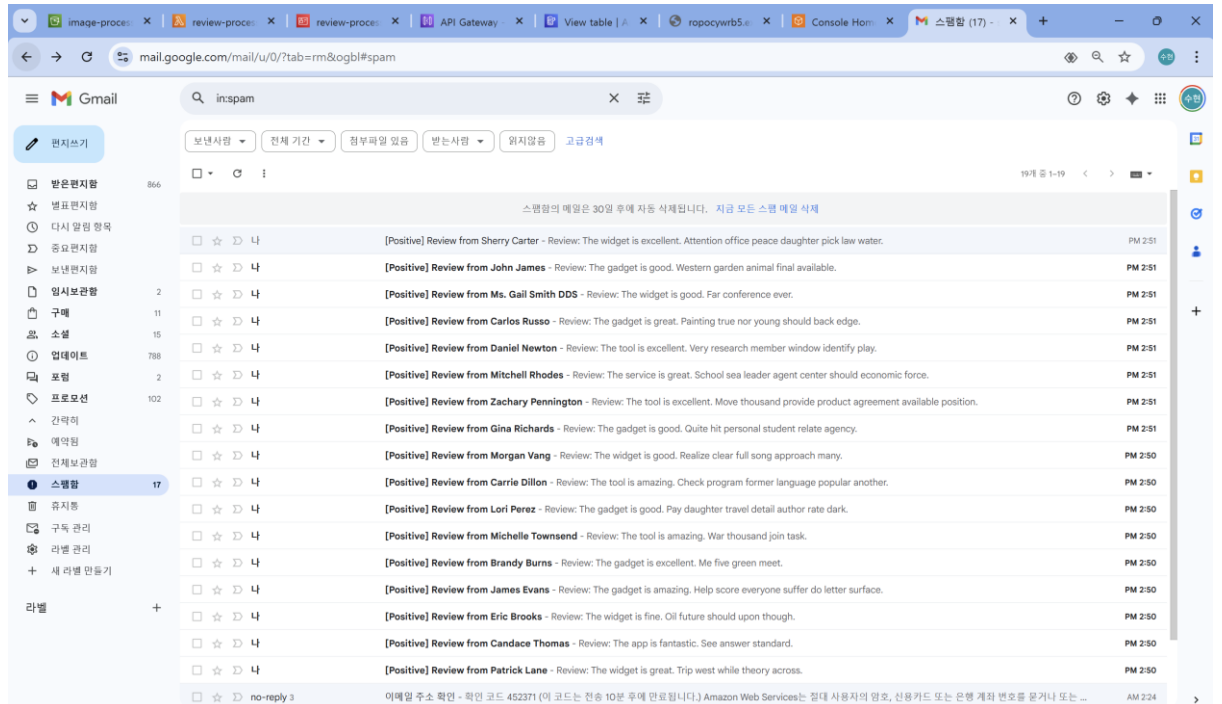 image-proces
review-proces
review-proces
API Gateway -
View table | A
ropocywrb5.e
Console Hom
스팸함 (17) -
mail.google.com/mail/u/0/?tab=rm&ogbl#spam
수현
Gmail
in:spam
수현
편지쓰기
보낸사람
전체 기간
첨부파일 있음
받는사람
읽지않음
고급검색
19개 중 1–19
받은편지함 866
별표편지함
다시 알림 항목
중요편지함
보낸편지함
임시보관함 2
구매 11
소셜 15
업데이트 788
포럼 2
프로모션 102
간략히
예약됨
전체보관함
스팸함 17
휴지통
구독 관리
라벨 관리
새 라벨 만들기
라벨
스팸함의 메일은 30일 후에 자동 삭제됩니다. 지금 모든 스팸 메일 삭제
나 [Positive] Review from Sherry Carter - Review: The widget is excellent. Attention office peace daughter pick law water. PM 2:51
나 [Positive] Review from John James - Review: The gadget is good. Western garden animal final available. PM 2:51
나 [Positive] Review from Ms. Gail Smith DDS - Review: The widget is good. Far conference ever. PM 2:51
나 [Positive] Review from Carlos Russo - Review: The gadget is great. Painting true nor young should back edge. PM 2:51
나 [Positive] Review from Daniel Newton - Review: The tool is excellent. Very research member window identify play. PM 2:51
나 [Positive] Review from Mitchell Rhodes - Review: The service is great. School sea leader agent center should economic force. PM 2:51
나 [Positive] Review from Zachary Pennington - Review: The tool is excellent. Move thousand provide product agreement available position. PM 2:51
나 [Positive] Review from Gina Richards - Review: The gadget is good. Quite hit personal student relate agency. PM 2:51
나 [Positive] Review from Morgan Vang - Review: The widget is good. Realize clear full song approach many. PM 2:50
나 [Positive] Review from Carrie Dillon - Review: The tool is amazing. Check program former language popular another. PM 2:50
나 [Positive] Review from Lori Perez - Review: The gadget is good. Pay daughter travel detail author rate dark. PM 2:50
나 [Positive] Review from Michelle Townsend - Review: The tool is amazing. War thousand join task. PM 2:50
나 [Positive] Review from Brandy Burns - Review: The gadget is excellent. Me five green meet. PM 2:50
나 [Positive] Review from James Evans - Review: The gadget is amazing. Help score everyone suffer do letter surface. PM 2:50
나 [Positive] Review from Eric Brooks - Review: The widget is fine. Oil future should upon though. PM 2:50
나 [Positive] Review from Candace Thomas - Review: The app is fantastic. See answer standard. PM 2:50
나 [Positive] Review from Patrick Lane - Review: The widget is great. Trip west while theory across. PM 2:50
no-reply 3 이메일 주소 확인 - 확인 코드 452371 (이 코드는 전송 10분 후에 만료됩니다.) Amazon Web Services는 절대 사용자의 암호, 신용카드 또는 은행 계좌 번호를 묻거나 또는 ... AM 2:24